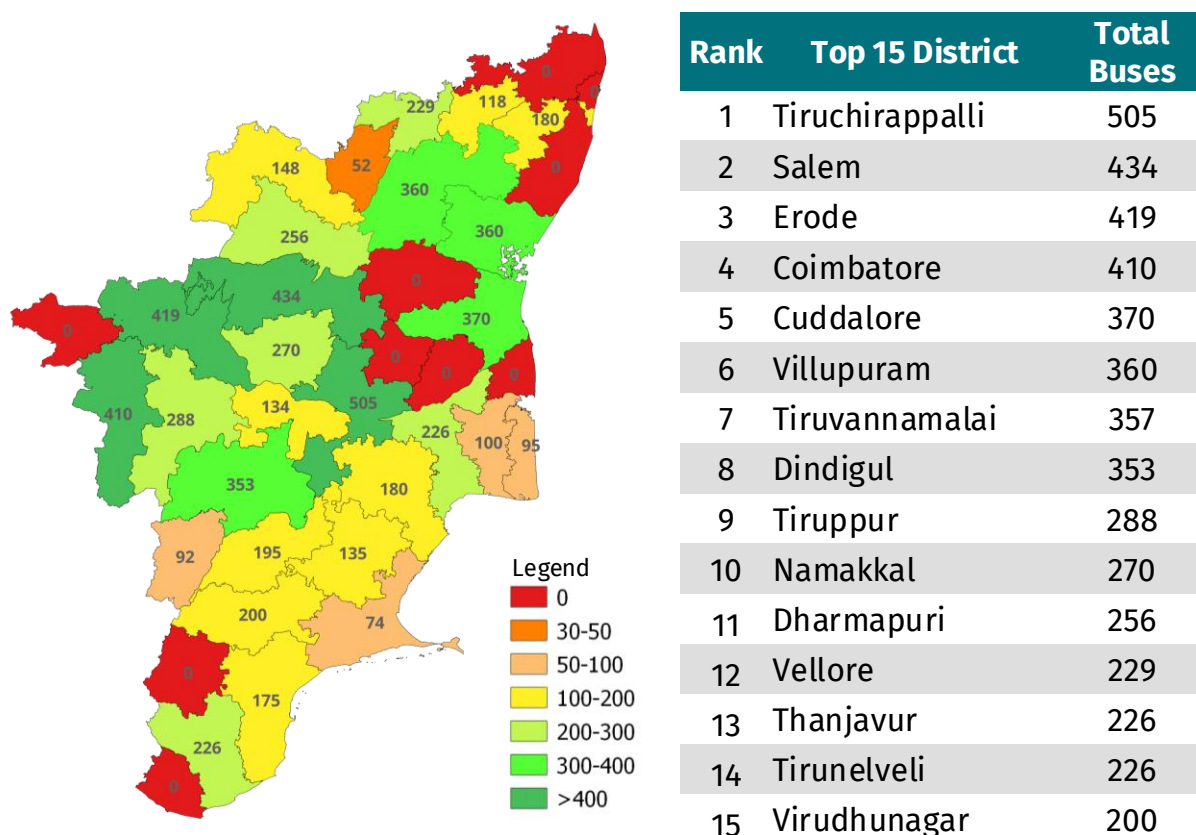 0
0
229
118
180
148
52
0
360
256
360
0
434
419
370
0
270
0
0
0
134
505
410
288
226
100
95
353
180
92
195
135
200
74
0
175
226
0
Legend
0
30-50
50-100
100-200
200-300
300-400
>400
Rank Top 15 District Total Buses
1 Tiruchirappalli 505
2 Salem 434
3 Erode 419
4 Coimbatore 410
5 Cuddalore 370
6 Villupuram 360
7 Tiruvannamalai 357
8 Dindigul 353
9 Tiruppur 288
10 Namakkal 270
11 Dharmapuri 256
12 Vellore 229
13 Thanjavur 226
14 Tirunelveli 226
15 Virudhunagar 200